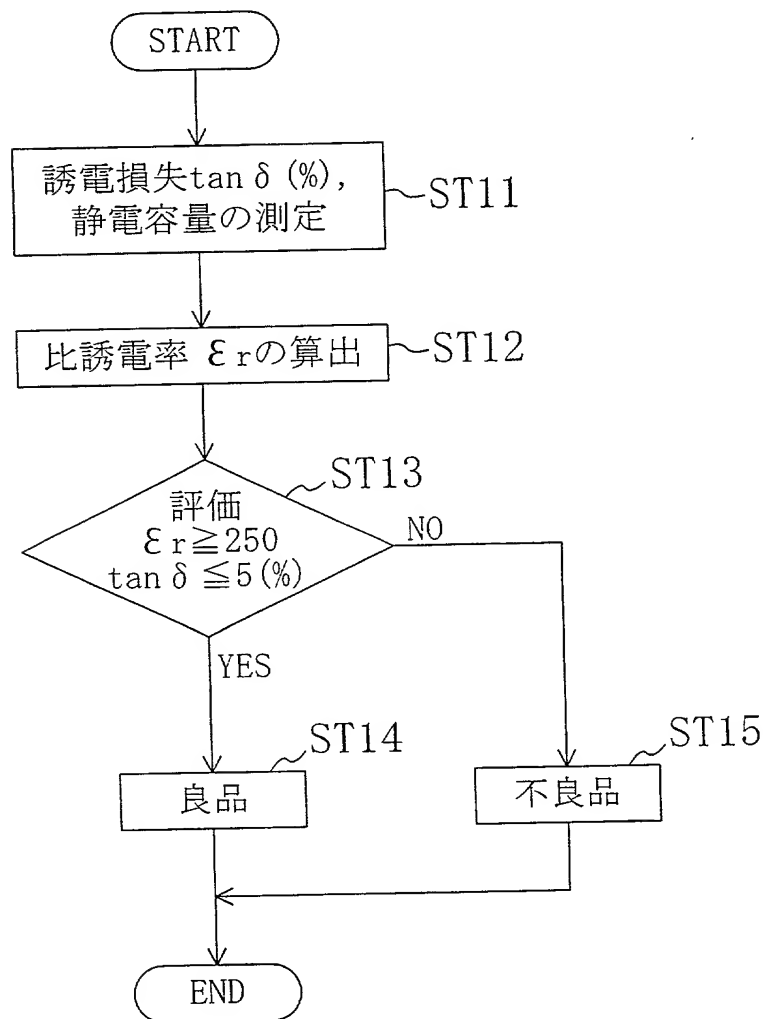 START
誘電損失tanδ(%),
静電容量の測定
ST11
比誘電率 εrの算出
ST12
ST13
評価
εr≧250
tanδ≦5(%)
NO
YES
ST14
良品
ST15
不良品
END